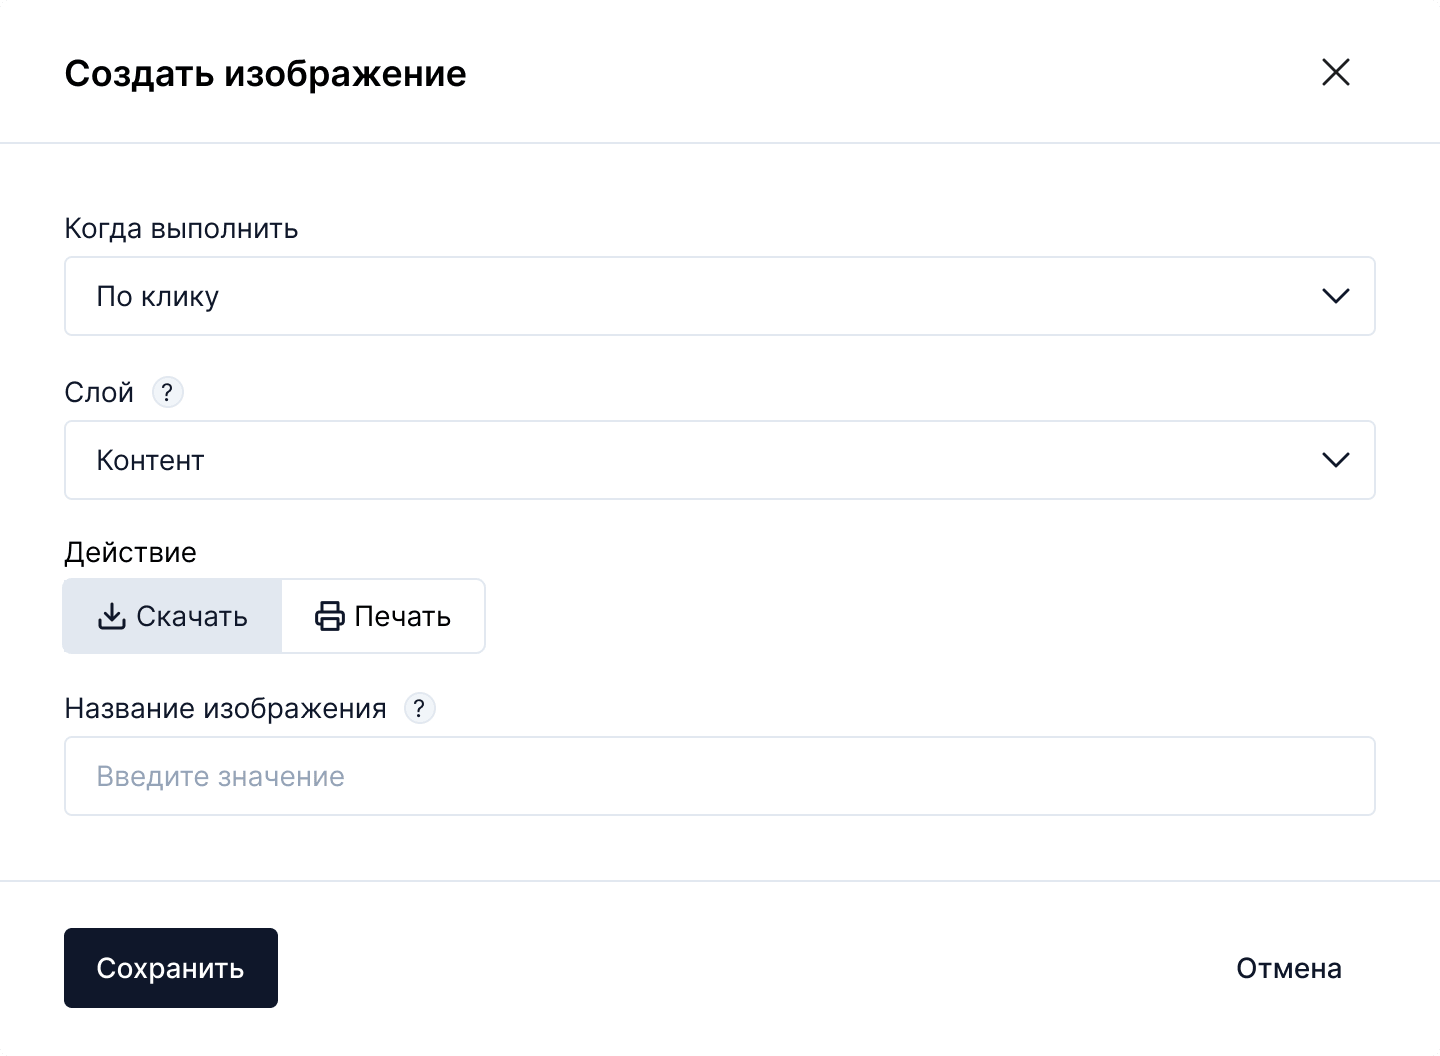 Создать изображение
Когда выполнить
По клику
Слой ?
Контент
Действие
Скачать Печать
Название изображения ?
Введите значение
Сохранить Отмена